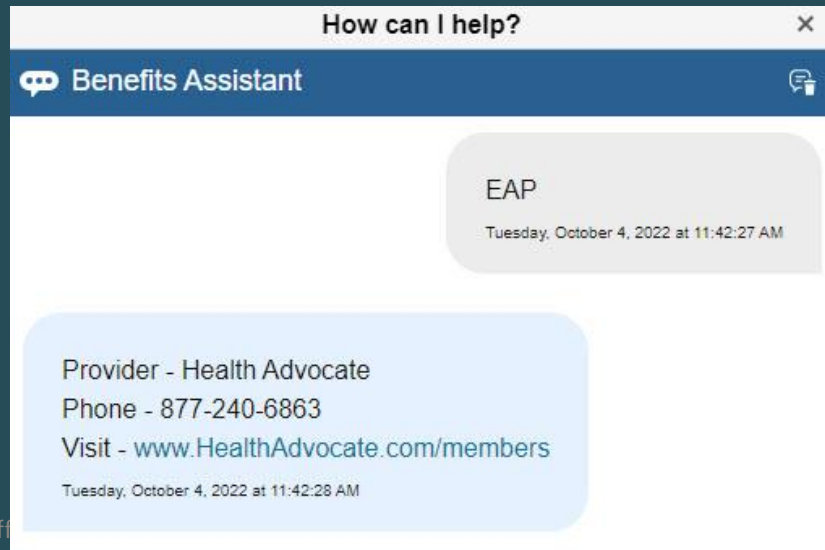 How can I help?
Benefits Assistant
EAP
Tuesday, October 4, 2022 at 11:42:27 AM
Provider - Health Advocate
Phone - 877-240-6863
Visit - www.HealthAdvocate.com/members
Tuesday, October 4, 2022 at 11:42:28 AM